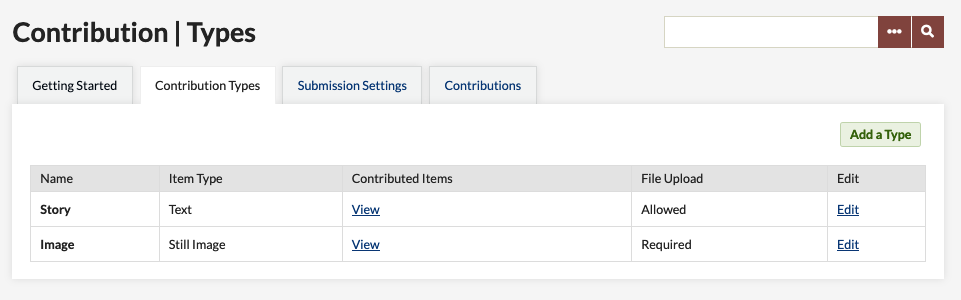 Contribution | Types
Getting Started Contribution Types Submission Settings Contributions
Add a Type
Name Item Type Contributed Items File Upload Edit
Story Text View Allowed Edit
Image Still Image View Required Edit